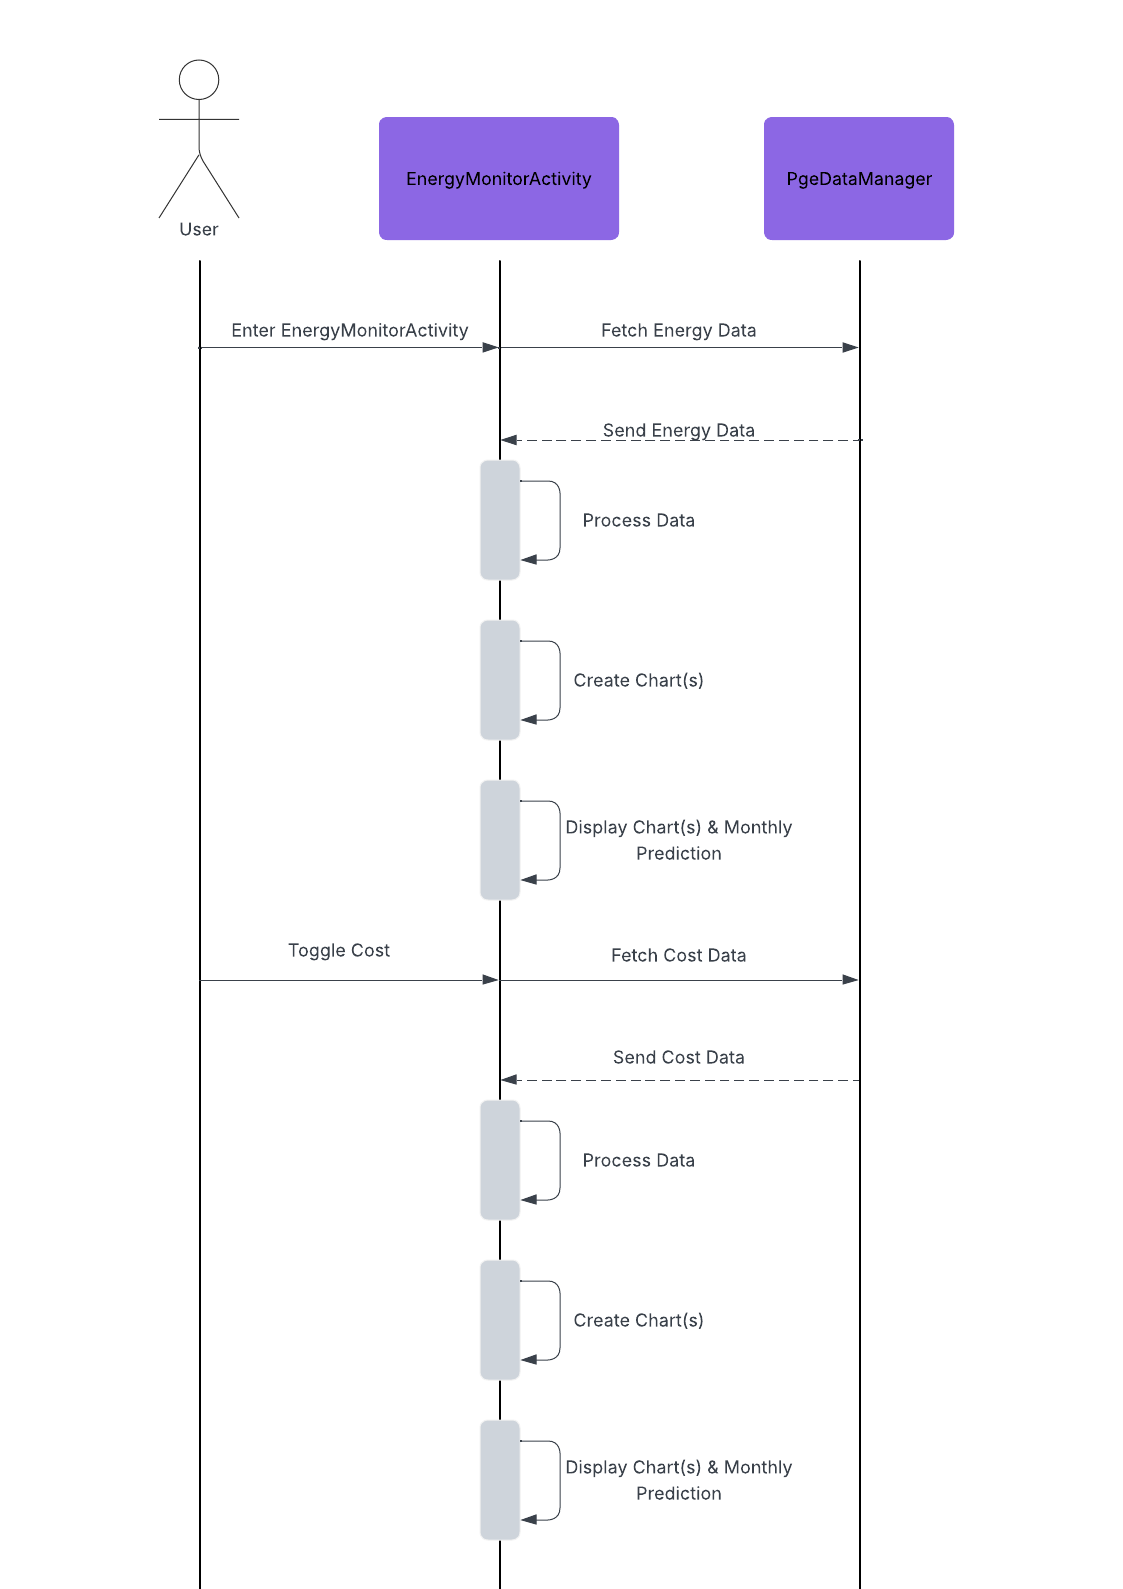 User
EnergyMonitorActivity
PgeDataManager
Enter EnergyMonitorActivity
Fetch Energy Data
Send Energy Data
Process Data
Create Chart(s)
Display Chart(s) & Monthly
Prediction
Toggle Cost
Fetch Cost Data
Send Cost Data
Process Data
Create Chart(s)
Display Chart(s) & Monthly
Prediction